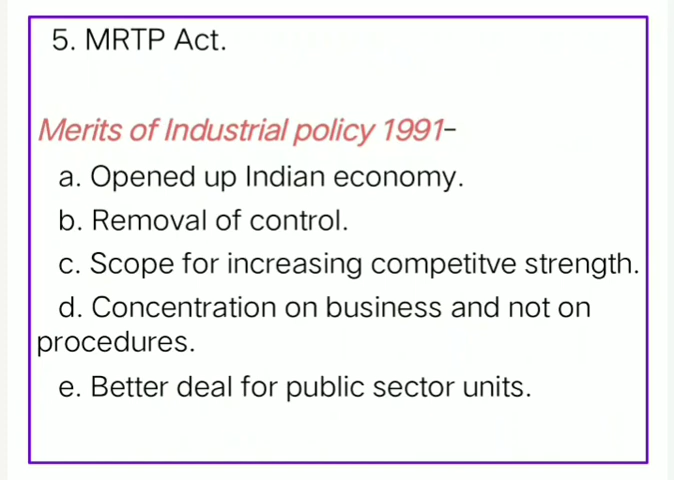 5. MRTP Act.
Merits of Industrial policy 1991-
a. Opened up Indian economy.
b. Removal of control.
c. Scope for increasing competitve strength.
d. Concentration on business and not on
procedures.
e. Better deal for public sector units.